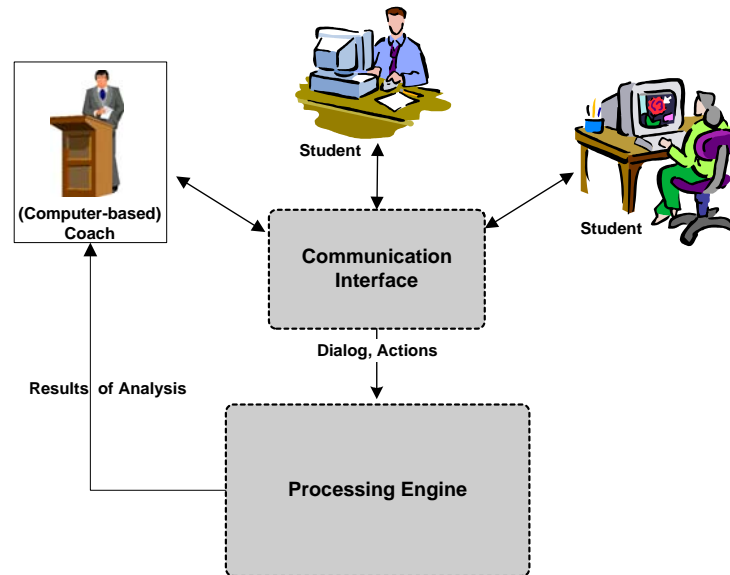 Student
(Computer-based)
Coach
Student
Communication
Interface
Dialog, Actions
Results of Analysis
Processing Engine